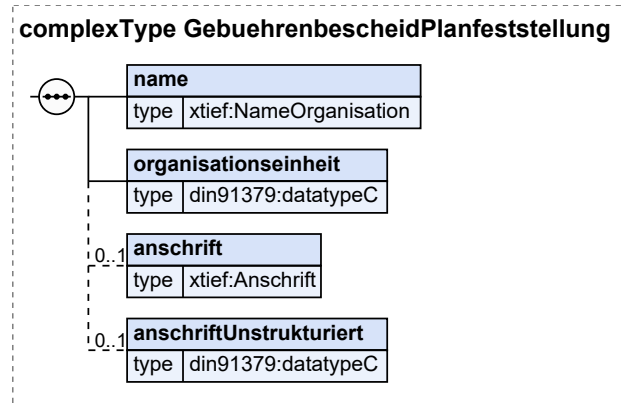 complexType GebuehrenbescheidPlanfeststellung
name
type xtief:NameOrganisation
organisationseinheit
type din91379:datatypeC
0..1 anschrift
type xtief:Anschrift
0..1 anschriftUnstrukturiert
type din91379:datatypeC